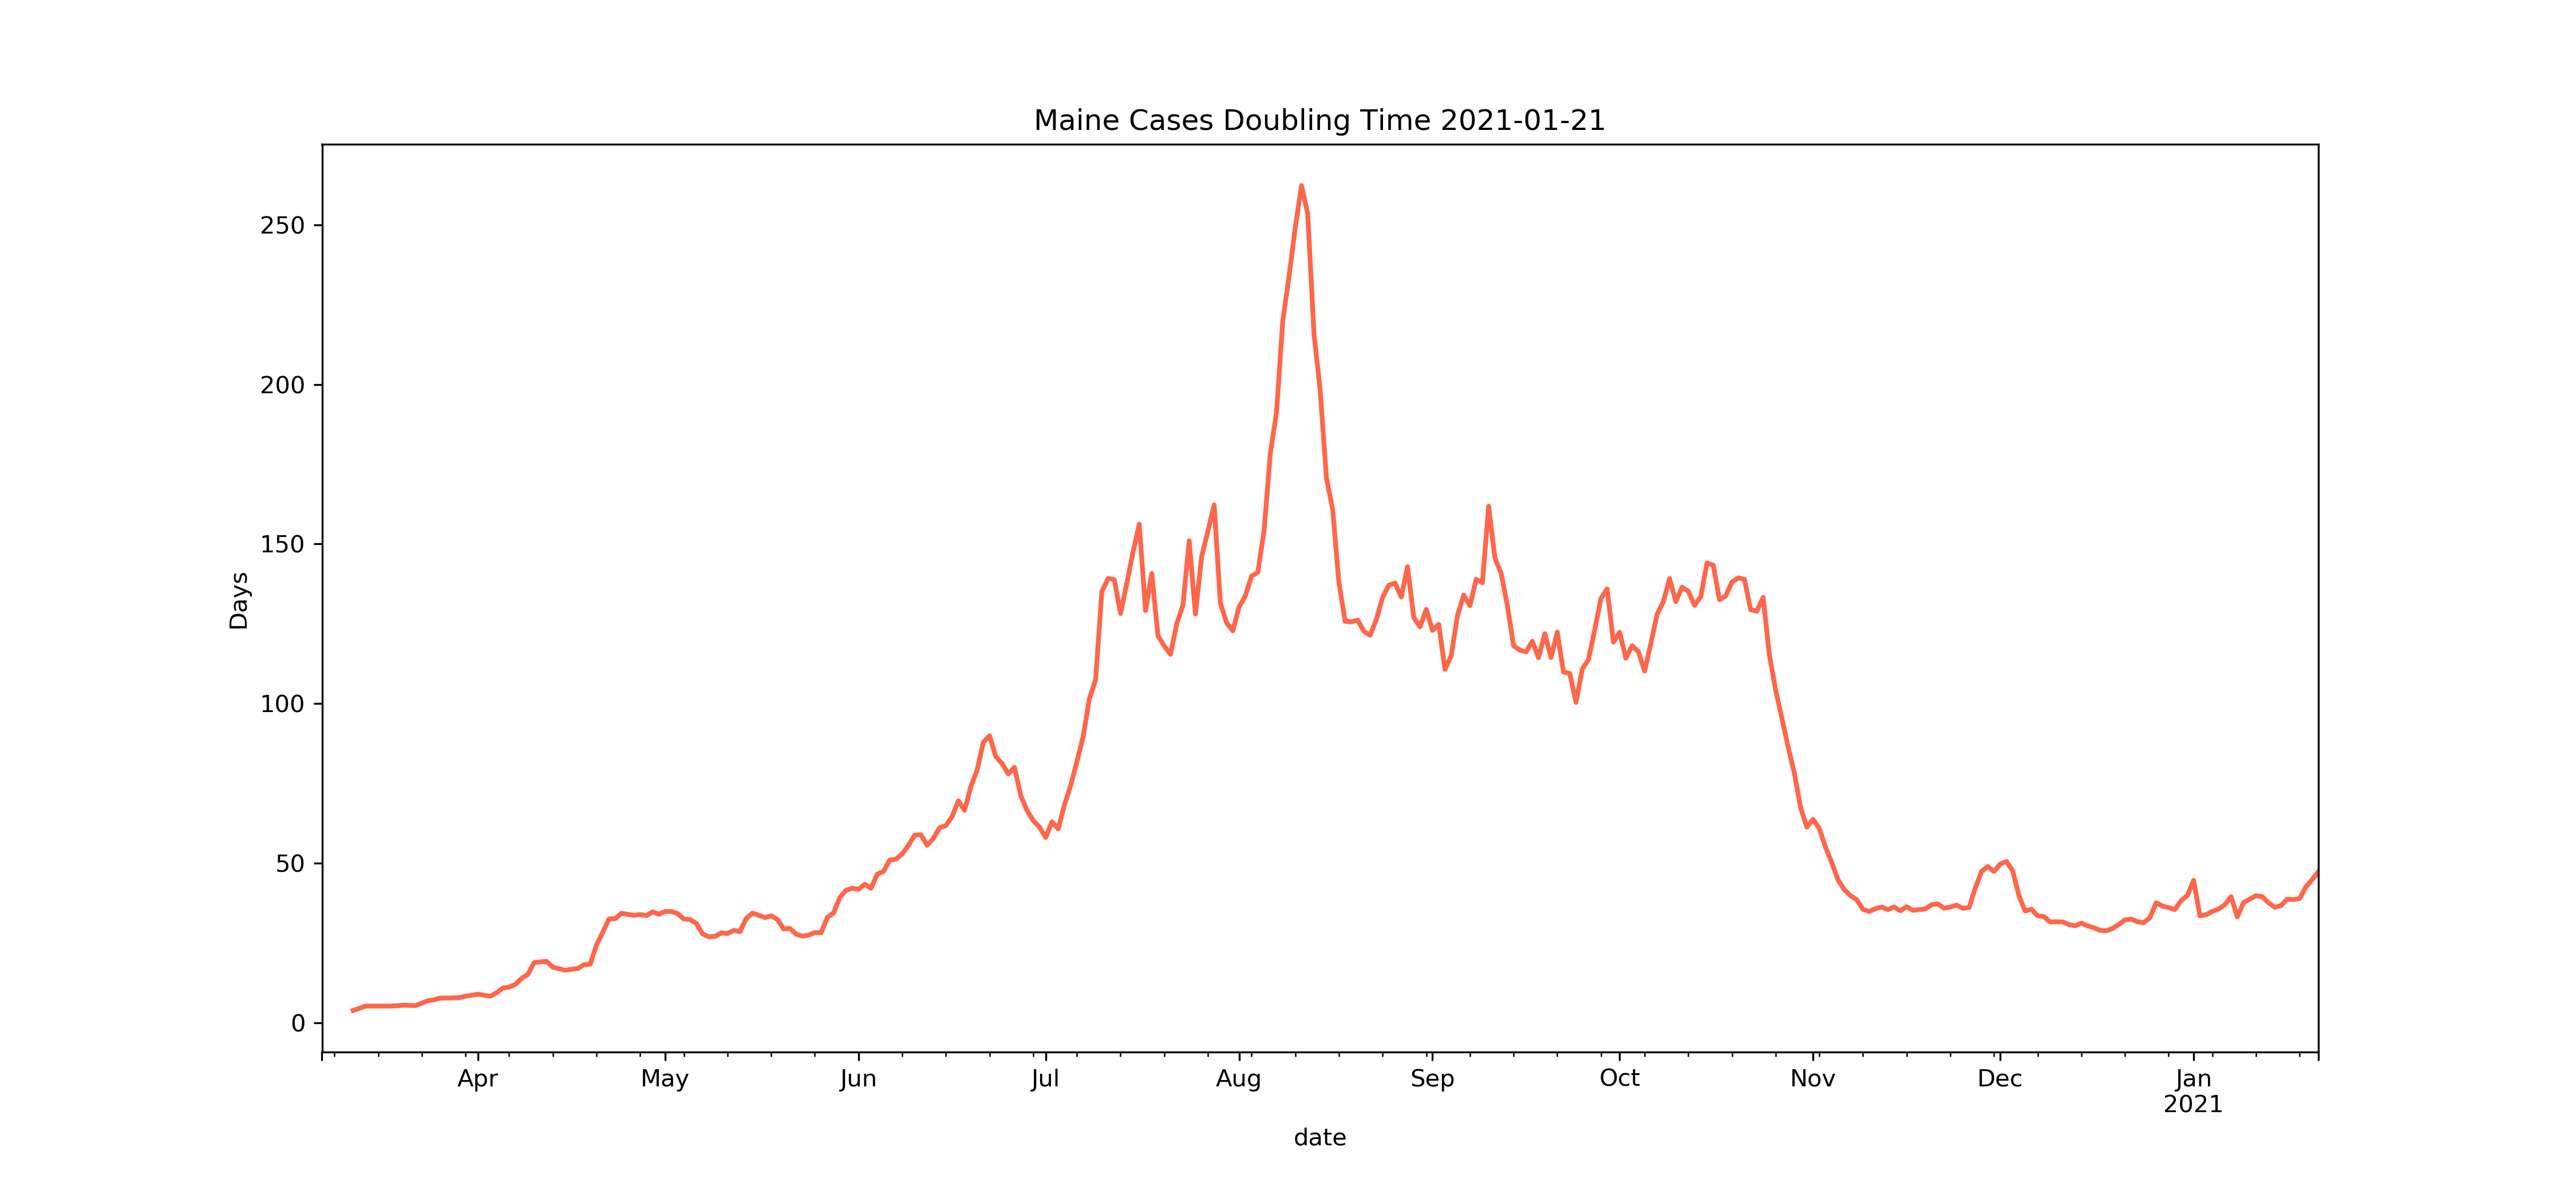 Maine Cases Doubling Time 2021-01-21
250
200
150
100
50
0
Days
Apr May Jun Jul Aug Sep Oct Nov Dec Jan
2021
date